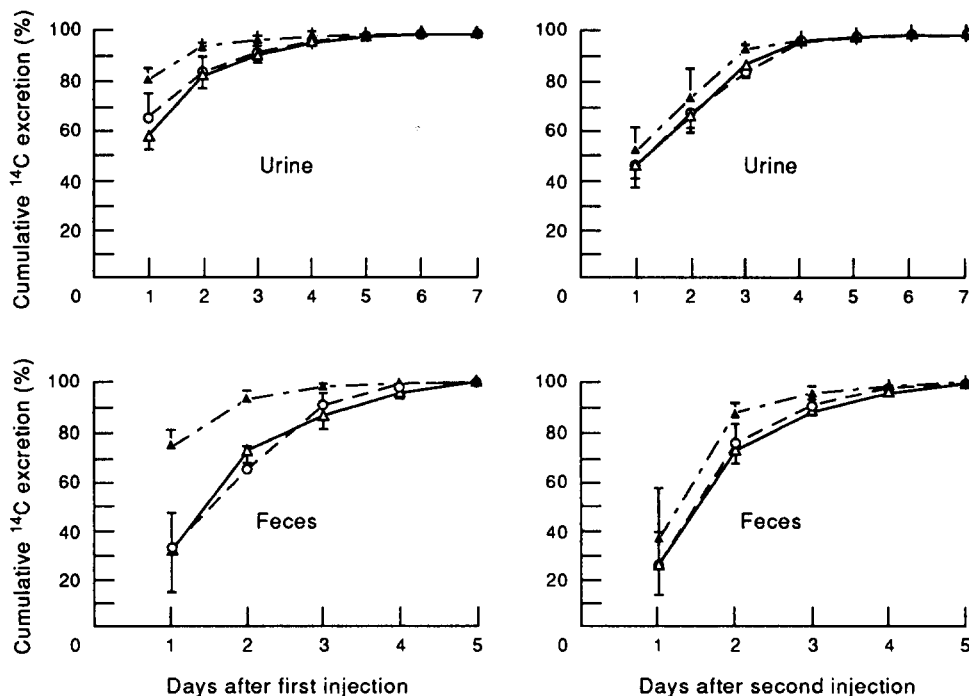 Cumulative ¹⁴C excretion (%)
100
80
60
40
20
0
Urine
1 2 3 4 5 6 7
100
80
60
40
20
0
Urine
1 2 3 4 5 6 7
Cumulative ¹⁴C excretion (%)
100
80
60
40
20
0
Feces
1 2 3 4 5
Days after first injection
100
80
60
40
20
0
Feces
1 2 3 4 5
Days after second injection